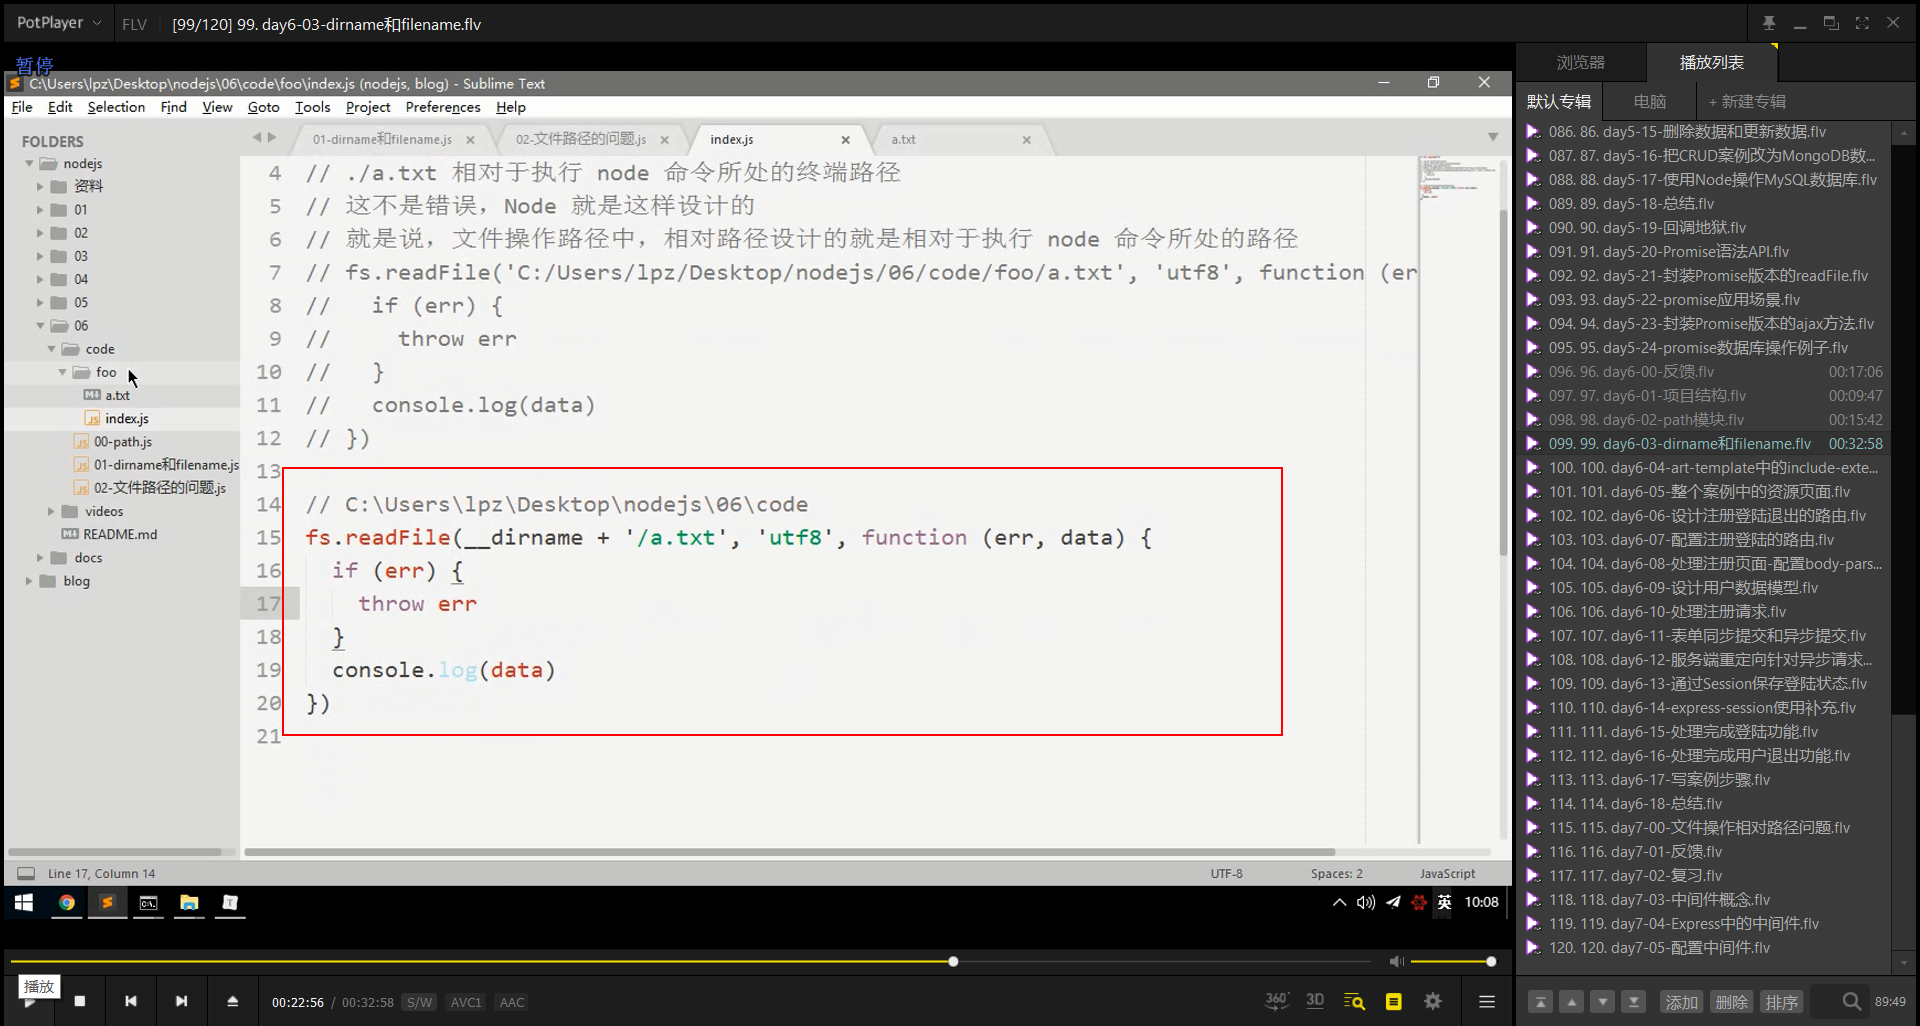 PotPlayer
FLV
[99/120] 99. day6-03-dirname和filename.flv
暂停
C:\Users\lpz\Desktop\nodejs\06\code\foo\index.js (nodejs, blog) - Sublime Text
File Edit Selection Find View Goto Tools Project Preferences Help
FOLDERS
nodejs
资料
01
02
03
04
05
06
code
foo
a.txt
index.js
00-path.js
01-dirname和filename.js
02-文件路径的问题.js
videos
README.md
docs
blog
01-dirname和filename.js
02-文件路径的问题.js
index.js
a.txt
4 // ./a.txt 相对于执行 node 命令所处的终端路径
5 // 这不是错误，Node 就是这样设计的
6 // 就是说，文件操作路径中，相对路径设计的就是相对于执行 node 命令所处的路径
7 // fs.readFile('C:/Users/lpz/Desktop/nodejs/06/code/foo/a.txt', 'utf8', function (er
8 //   if (err) {
9 //     throw err
10 //   }
11 //   console.log(data)
12 // })
13
14 // C:\Users\lpz\Desktop\nodejs\06\code
15 fs.readFile(__dirname + '/a.txt', 'utf8', function (err, data) {
16   if (err) {
17     throw err
18   }
19   console.log(data)
20 })
21
Line 17, Column 14
UTF-8
Spaces: 2
JavaScript
英
10:08
播放
00:22:56 / 00:32:58 S/W AVC1 AAC
360°
3D
浏览器
播放列表
默认专辑
电脑
+ 新建专辑
086. 86. day5-15-删除数据和更新数据.flv
087. 87. day5-16-把CRUD案例改为MongoDB数...
088. 88. day5-17-使用Node操作MySQL数据库.flv
089. 89. day5-18-总结.flv
090. 90. day5-19-回调地狱.flv
091. 91. day5-20-Promise语法API.flv
092. 92. day5-21-封装Promise版本的readFile.flv
093. 93. day5-22-promise应用场景.flv
094. 94. day5-23-封装Promise版本的ajax方法.flv
095. 95. day5-24-promise数据库操作例子.flv
096. 96. day6-00-反馈.flv 00:17:06
097. 97. day6-01-项目结构.flv 00:09:47
098. 98. day6-02-path模块.flv 00:15:42
099. 99. day6-03-dirname和filename.flv 00:32:58
100. 100. day6-04-art-template中的include-exte...
101. 101. day6-05-整个案例中的资源页面.flv
102. 102. day6-06-设计注册登陆退出的路由.flv
103. 103. day6-07-配置注册登陆的路由.flv
104. 104. day6-08-处理注册页面-配置body-pars...
105. 105. day6-09-设计用户数据模型.flv
106. 106. day6-10-处理注册请求.flv
107. 107. day6-11-表单同步提交和异步提交.flv
108. 108. day6-12-服务端重定向针对异步请求...
109. 109. day6-13-通过Session保存登陆状态.flv
110. 110. day6-14-express-session使用补充.flv
111. 111. day6-15-处理完成登陆功能.flv
112. 112. day6-16-处理完成用户退出功能.flv
113. 113. day6-17-写案例步骤.flv
114. 114. day6-18-总结.flv
115. 115. day7-00-文件操作相对路径问题.flv
116. 116. day7-01-反馈.flv
117. 117. day7-02-复习.flv
118. 118. day7-03-中间件概念.flv
119. 119. day7-04-Express中的中间件.flv
120. 120. day7-05-配置中间件.flv
添加 删除 排序
89:49